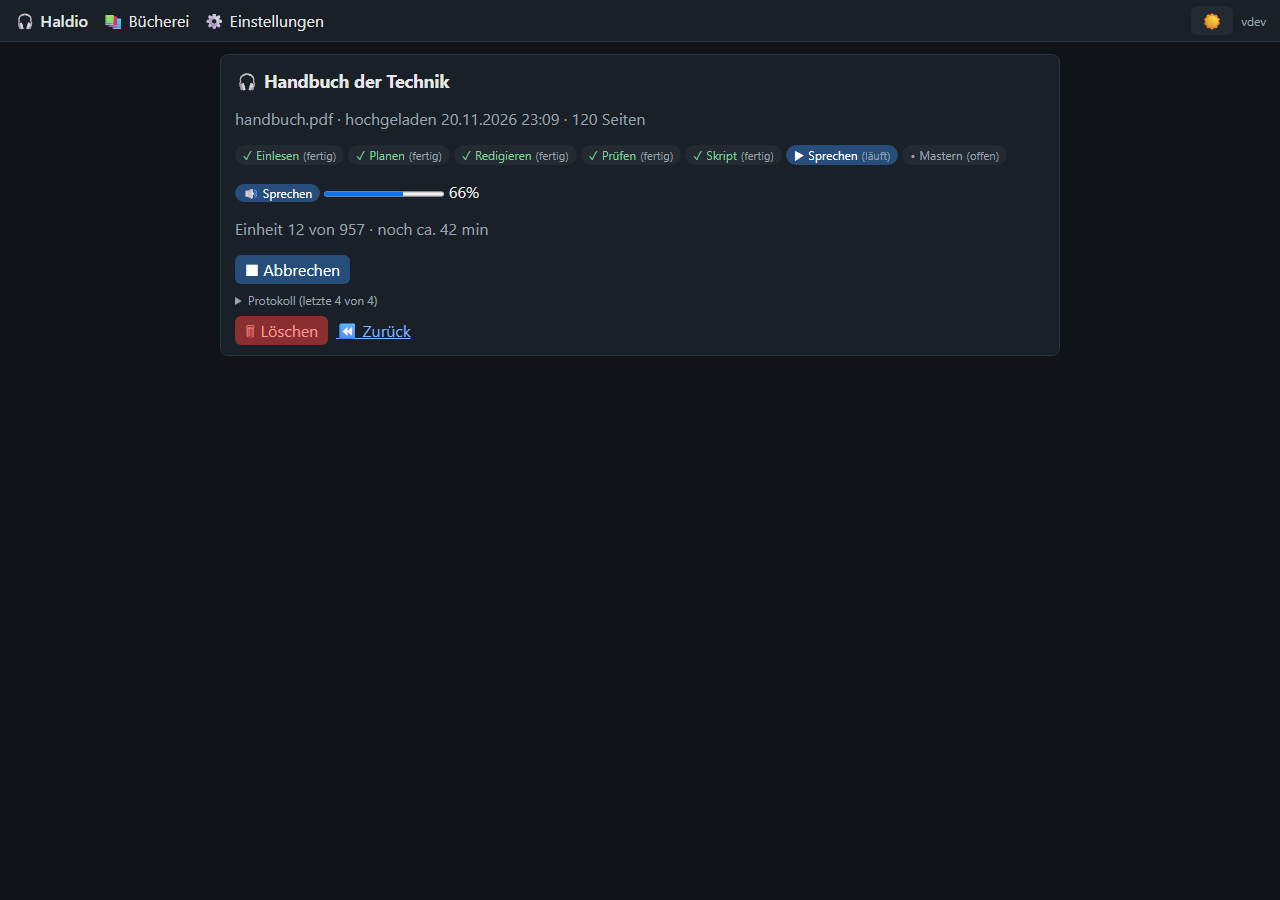 Haldio Bücherei Einstellungen vdev
Handbuch der Technik
handbuch.pdf · hochgeladen 20.11.2026 23:09 · 120 Seiten
✓ Einlesen (fertig) ✓ Planen (fertig) ✓ Redigieren (fertig) ✓ Prüfen (fertig) ✓ Skript (fertig) ▶ Sprechen (läuft) • Mastern (offen)
Sprechen 66%
Einheit 12 von 957 · noch ca. 42 min
Abbrechen
▶ Protokoll (letzte 4 von 4)
Löschen Zurück